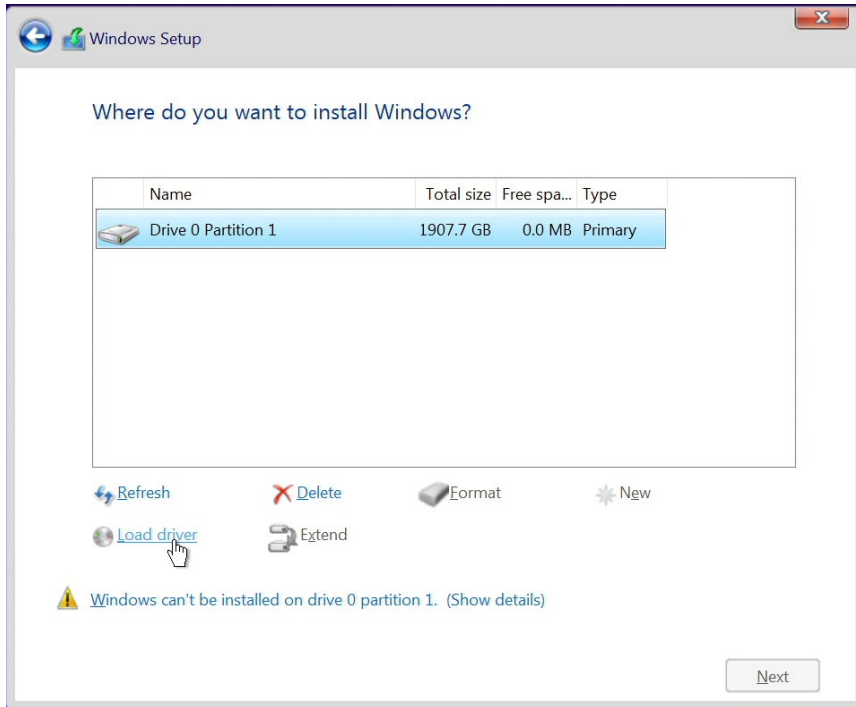 Windows Setup
Where do you want to install Windows?
Name Total size Free spa... Type
Drive 0 Partition 1 1907.7 GB 0.0 MB Primary
Refresh Delete Format New
Load driver Extend
Windows can't be installed on drive 0 partition 1. (Show details)
Next